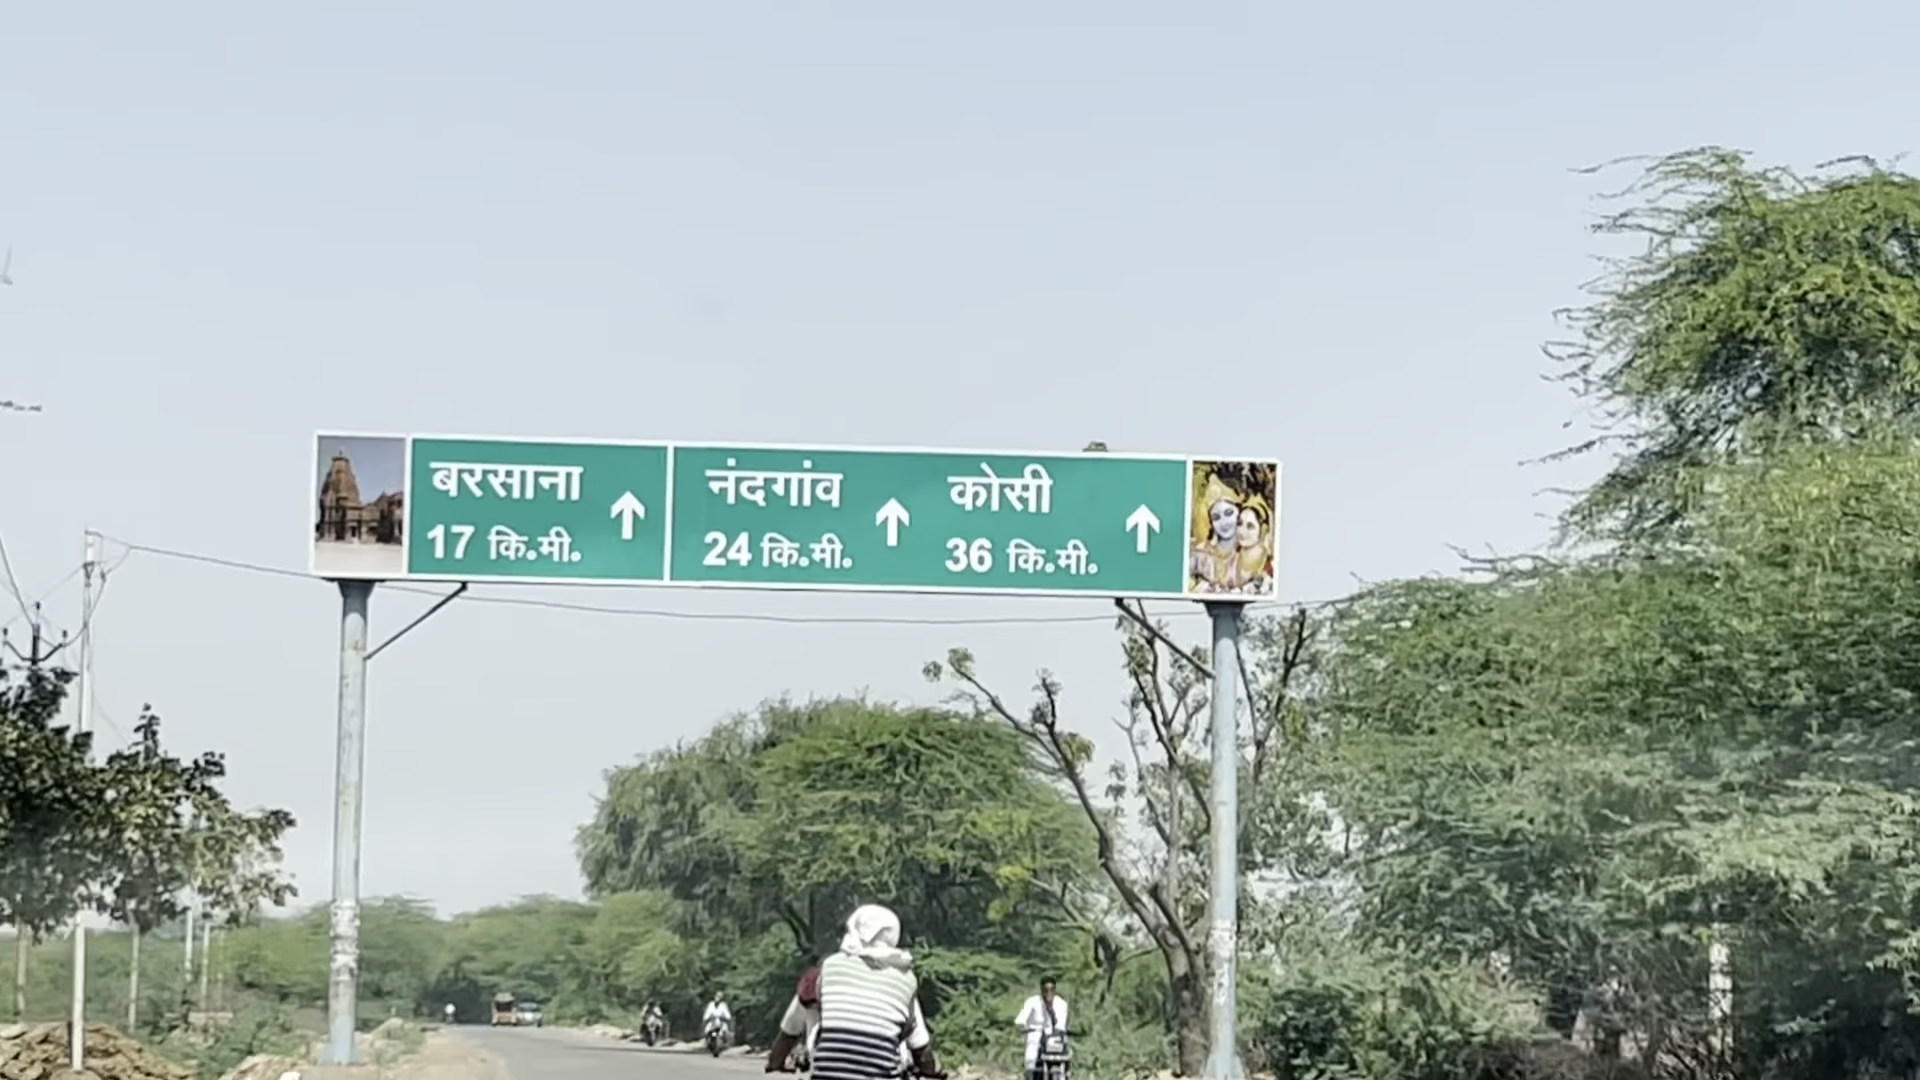 बरसाना
17 कि.मी.
नंदगांव
24 कि.मी.
कोसी
36 कि.मी.